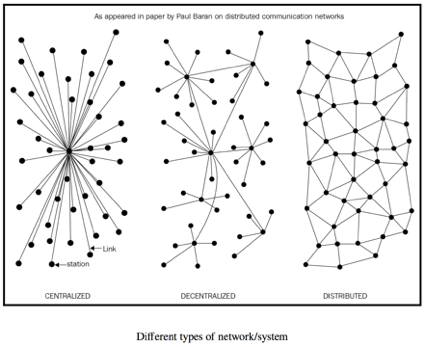 As appeared in paper by Paul Baran on distributed communication networks
Link
station
CENTRALIZED
DECENTRALIZED
DISTRIBUTED
Different types of network/system